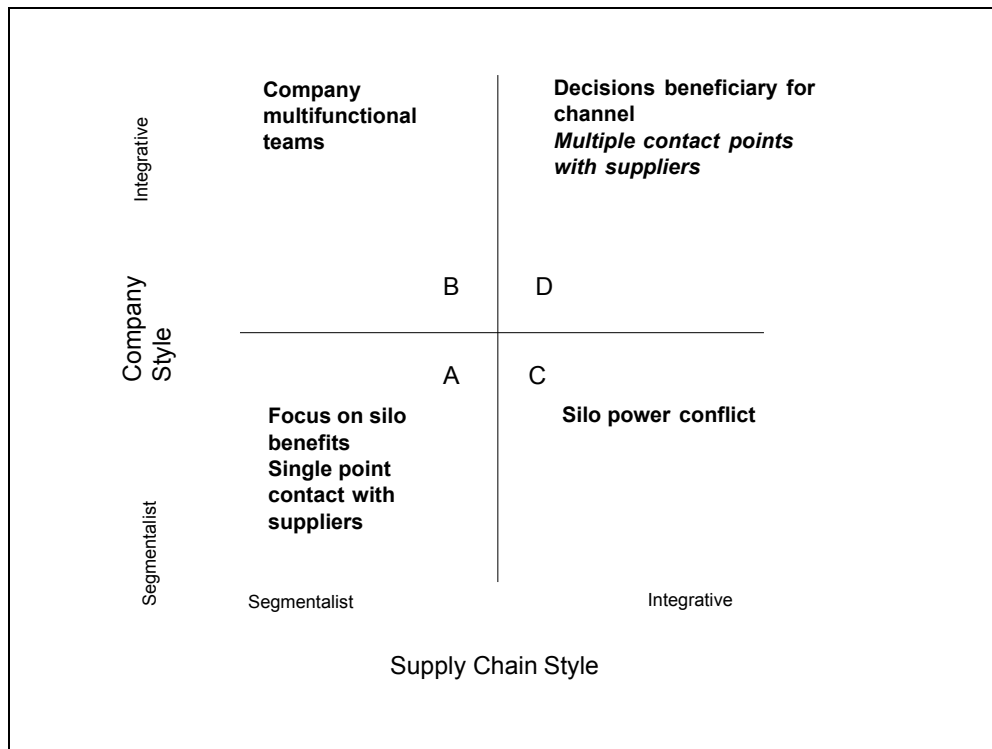 Company
multifunctional
teams
Decisions beneficiary for
channel
Multiple contact points
with suppliers
Integrative
B
D
Company
Style
A
C
Focus on silo
benefits
Single point
contact with
suppliers
Silo power conflict
Segmentalist
Segmentalist
Integrative
Supply Chain Style